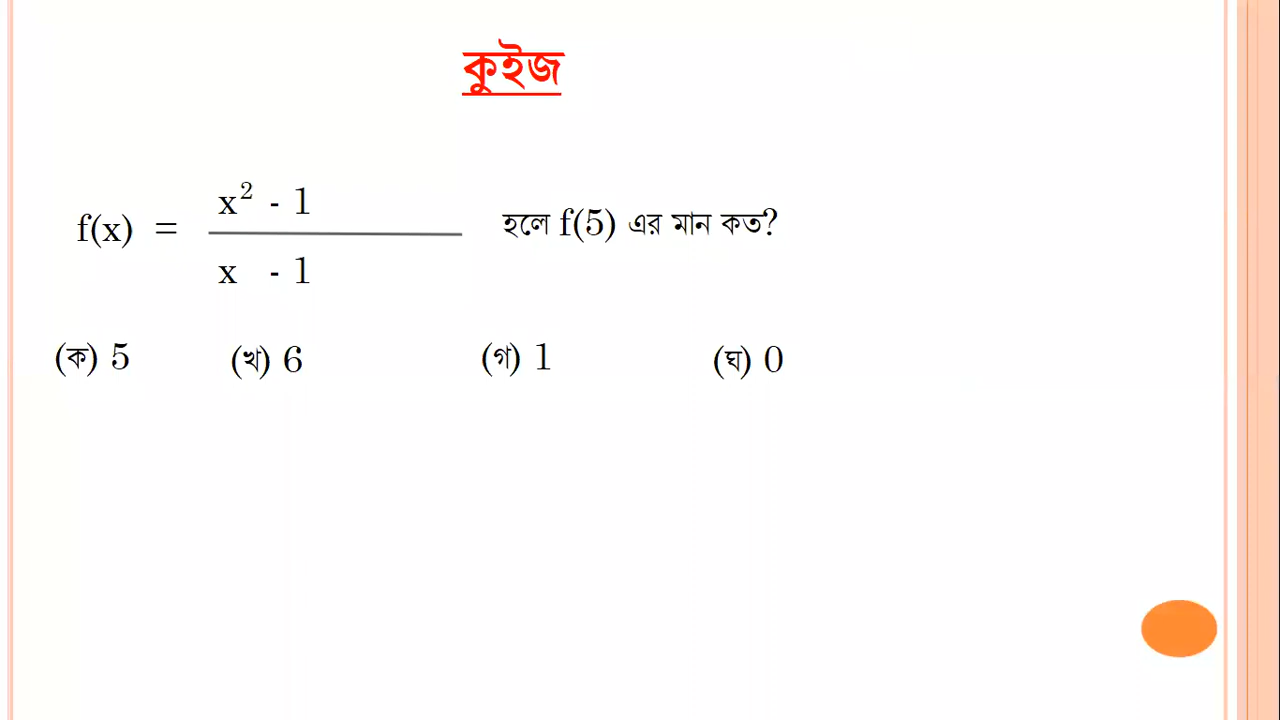 কুইজ
f(x) = x² - 1 / x - 1 হলে f(5) এর মান কত?
(ক) 5 (খ) 6 (গ) 1 (ঘ) 0